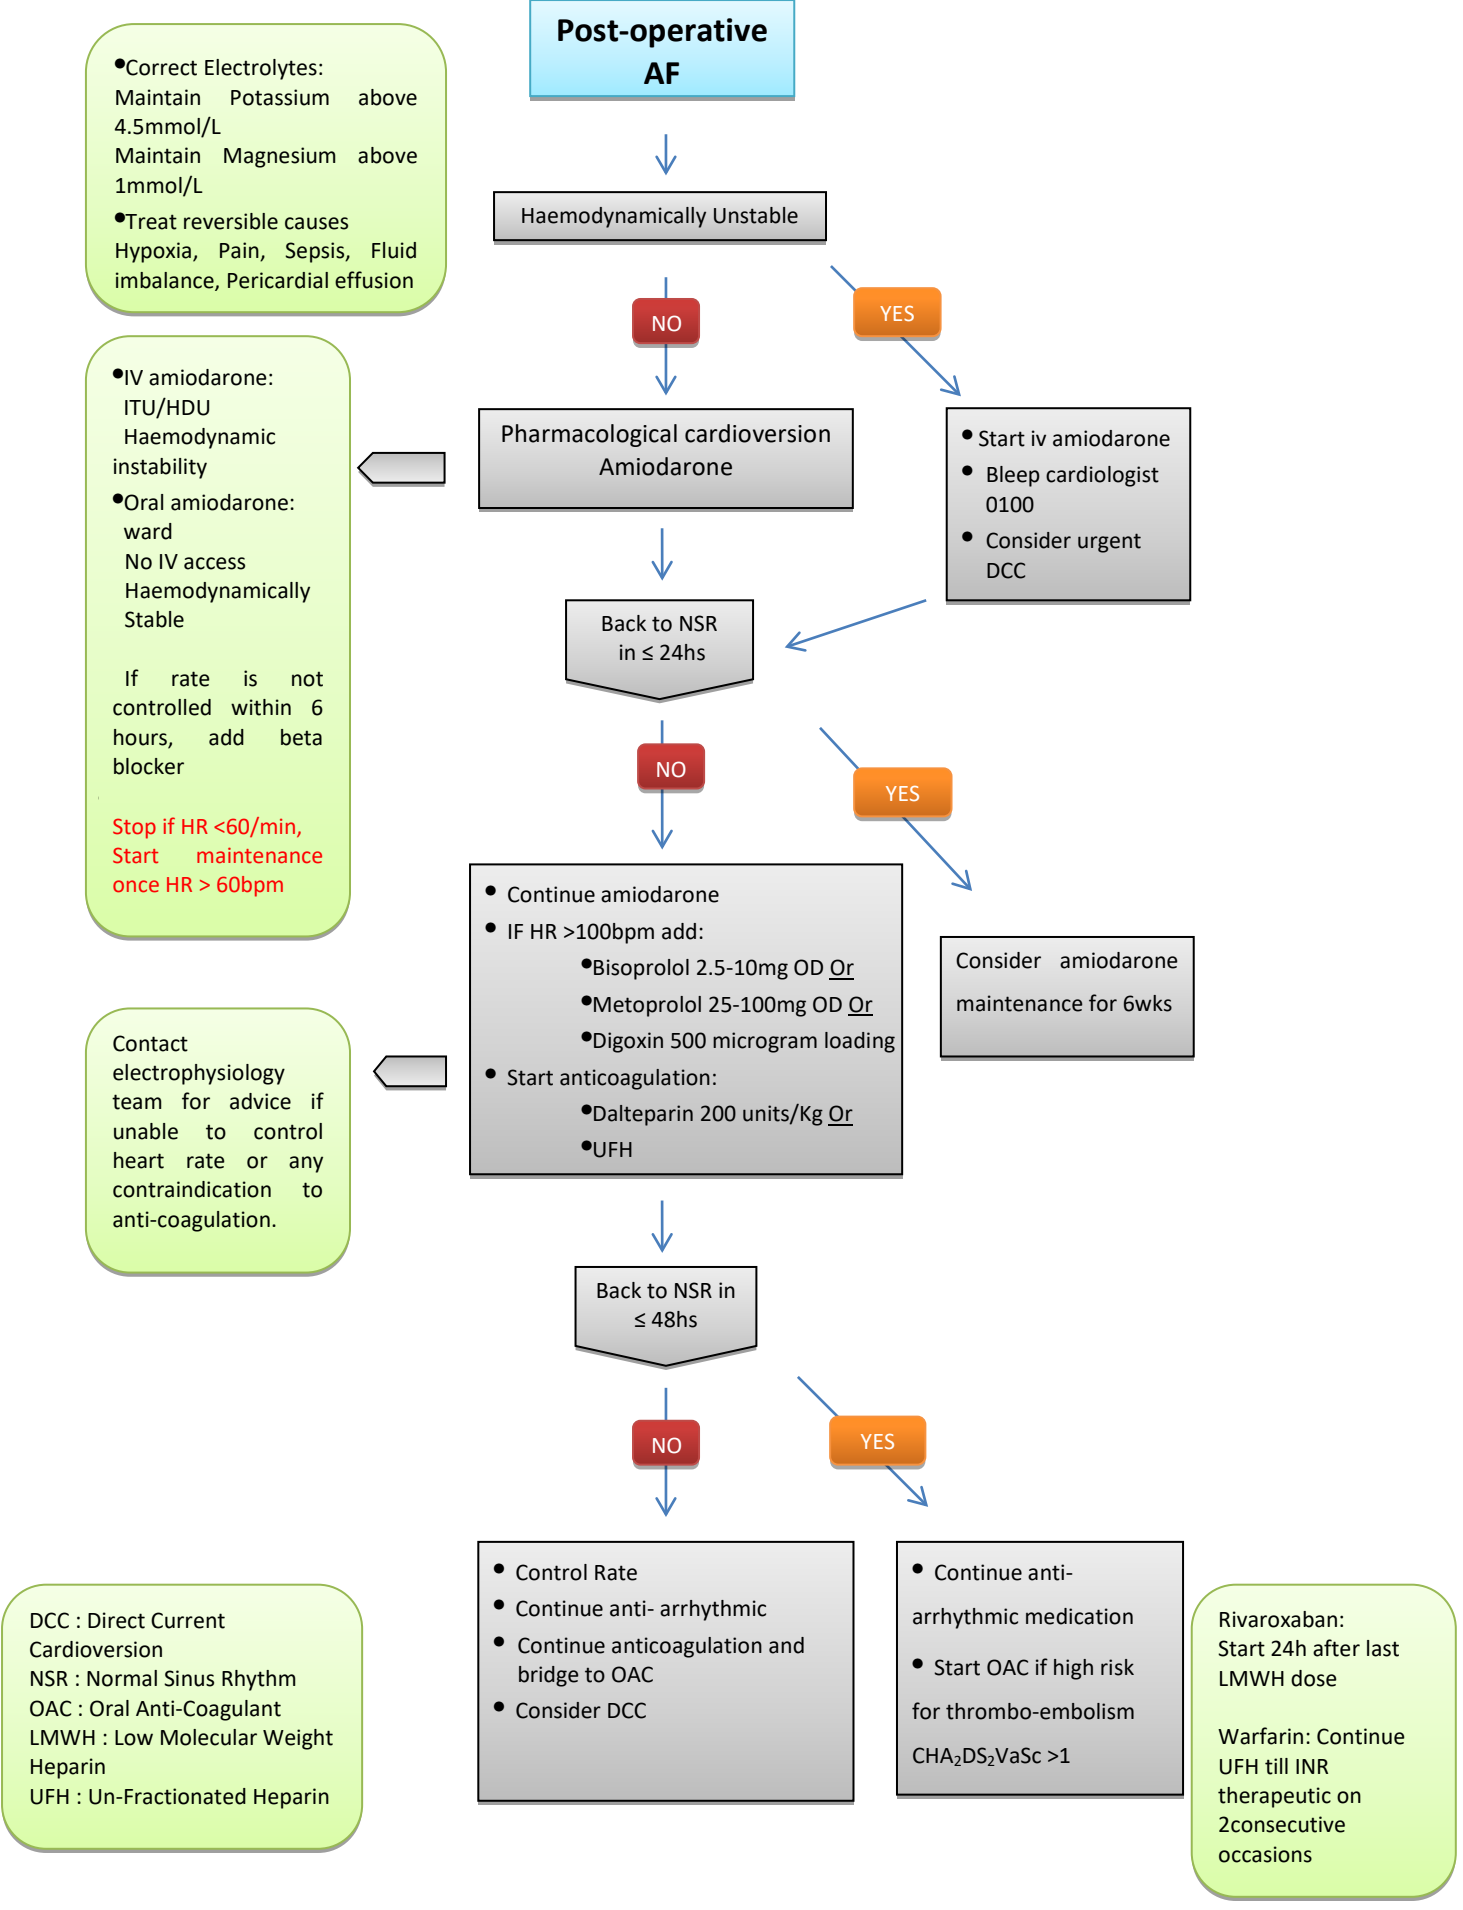 Post-operative
AF
•Correct Electrolytes:
Maintain Potassium above
4.5mmol/L
Maintain Magnesium above
1mmol/L
•Treat reversible causes
Hypoxia, Pain, Sepsis, Fluid
imbalance, Pericardial effusion
Haemodynamically Unstable
NO
YES
•IV amiodarone:
ITU/HDU
Haemodynamic
instability
•Oral amiodarone:
ward
No IV access
Haemodynamically
Stable
If rate is not
controlled within 6
hours, add beta
blocker
Stop if HR <60/min,
Start maintenance
once HR > 60bpm
Pharmacological cardioversion
Amiodarone
• Start iv amiodarone
• Bleep cardiologist
0100
• Consider urgent
DCC
Back to NSR
in ≤ 24hs
NO
YES
• Continue amiodarone
• IF HR >100bpm add:
•Bisoprolol 2.5-10mg OD Or
•Metoprolol 25-100mg OD Or
•Digoxin 500 microgram loading
• Start anticoagulation:
•Dalteparin 200 units/Kg Or
•UFH
Consider amiodarone
maintenance for 6wks
Contact
electrophysiology
team for advice if
unable to control
heart rate or any
contraindication to
anti-coagulation.
Back to NSR in
≤ 48hs
NO
YES
• Control Rate
• Continue anti- arrhythmic
• Continue anticoagulation and
bridge to OAC
• Consider DCC
• Continue anti-
arrhythmic medication
• Start OAC if high risk
for thrombo-embolism
CHA₂DS₂VaSc >1
DCC : Direct Current
Cardioversion
NSR : Normal Sinus Rhythm
OAC : Oral Anti-Coagulant
LMWH : Low Molecular Weight
Heparin
UFH : Un-Fractionated Heparin
Rivaroxaban:
Start 24h after last
LMWH dose
Warfarin: Continue
UFH till INR
therapeutic on
2consecutive
occasions